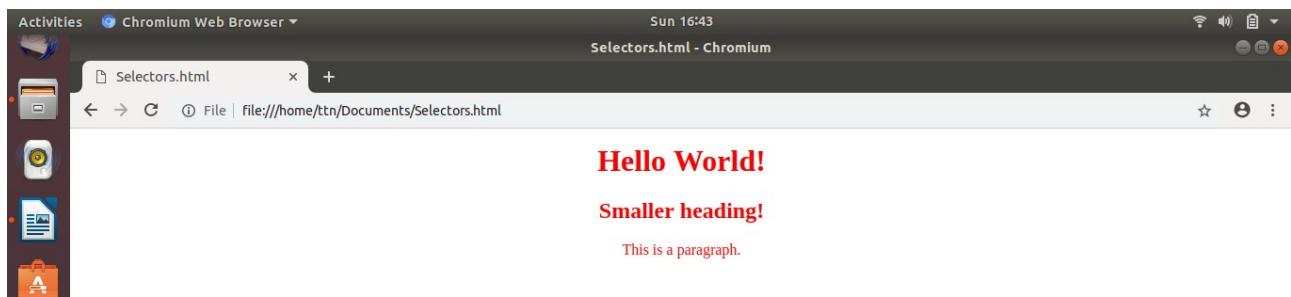 Activities Chromium Web Browser Sun 16:43
Selectors.html - Chromium
Selectors.html
File file:///home/ttn/Documents/Selectors.html
Hello World!
Smaller heading!
This is a paragraph.